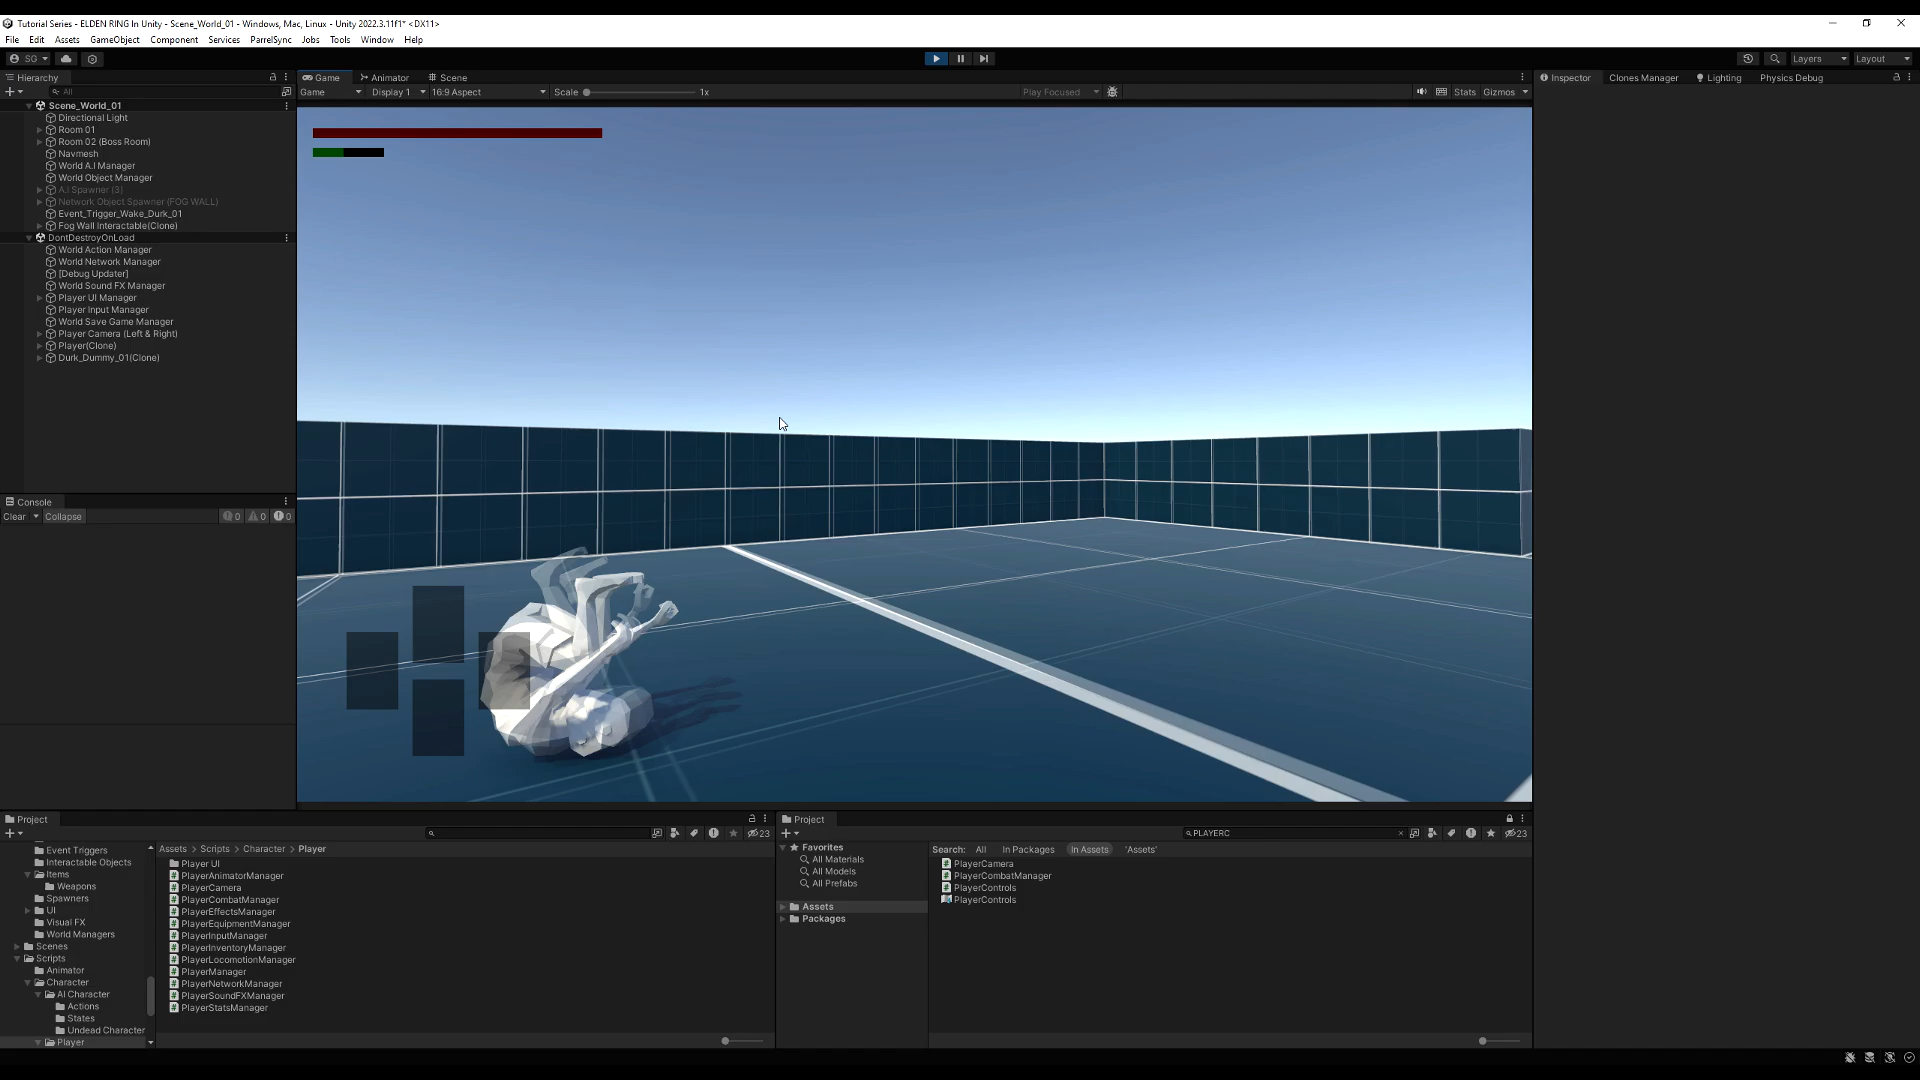 Tutorial Series - ELDEN RING In Unity - Scene_World_01 - Windows, Mac, Linux - Unity 2022.3.11f1* <DX11>
File Edit Assets GameObject Component Services ParrelSync Jobs Tools Window Help
SG Layers Layout
Hierarchy Game Animator Scene Inspector Clones Manager Lighting Physics Debug
All Game Display 1 16:9 Aspect Scale 1x Play Focused Stats Gizmos
Scene_World_01
Directional Light
Room 01
Room 02 (Boss Room)
Navmesh
World A.I Manager
World Object Manager
A.I Spawner (3)
Network Object Spawner (FOG WALL)
Event_Trigger_Wake_Durk_01
Fog Wall Interactable(Clone)
DontDestroyOnLoad
World Action Manager
World Network Manager
[Debug Updater]
World Sound FX Manager
Player UI Manager
Player Input Manager
World Save Game Manager
Player Camera (Left & Right)
Player(Clone)
Durk_Dummy_01(Clone)
Console
Clear Collapse 0 0 0
Project
23
Event Triggers
Interactable Objects
Items
Weapons
Spawners
UI
Visual FX
World Managers
Scenes
Scripts
Animator
Character
AI Character
Actions
States
Undead Character
Player
Assets > Scripts > Character > Player
Player UI
PlayerAnimatorManager
PlayerCamera
PlayerCombatManager
PlayerEffectsManager
PlayerEquipmentManager
PlayerInputManager
PlayerInventoryManager
PlayerLocomotionManager
PlayerManager
PlayerNetworkManager
PlayerSoundFXManager
PlayerStatsManager
Project
PLAYERC 23
Favorites
All Materials
All Models
All Prefabs
Assets
Packages
Search: All In Packages In Assets 'Assets'
PlayerCamera
PlayerCombatManager
PlayerControls
PlayerControls